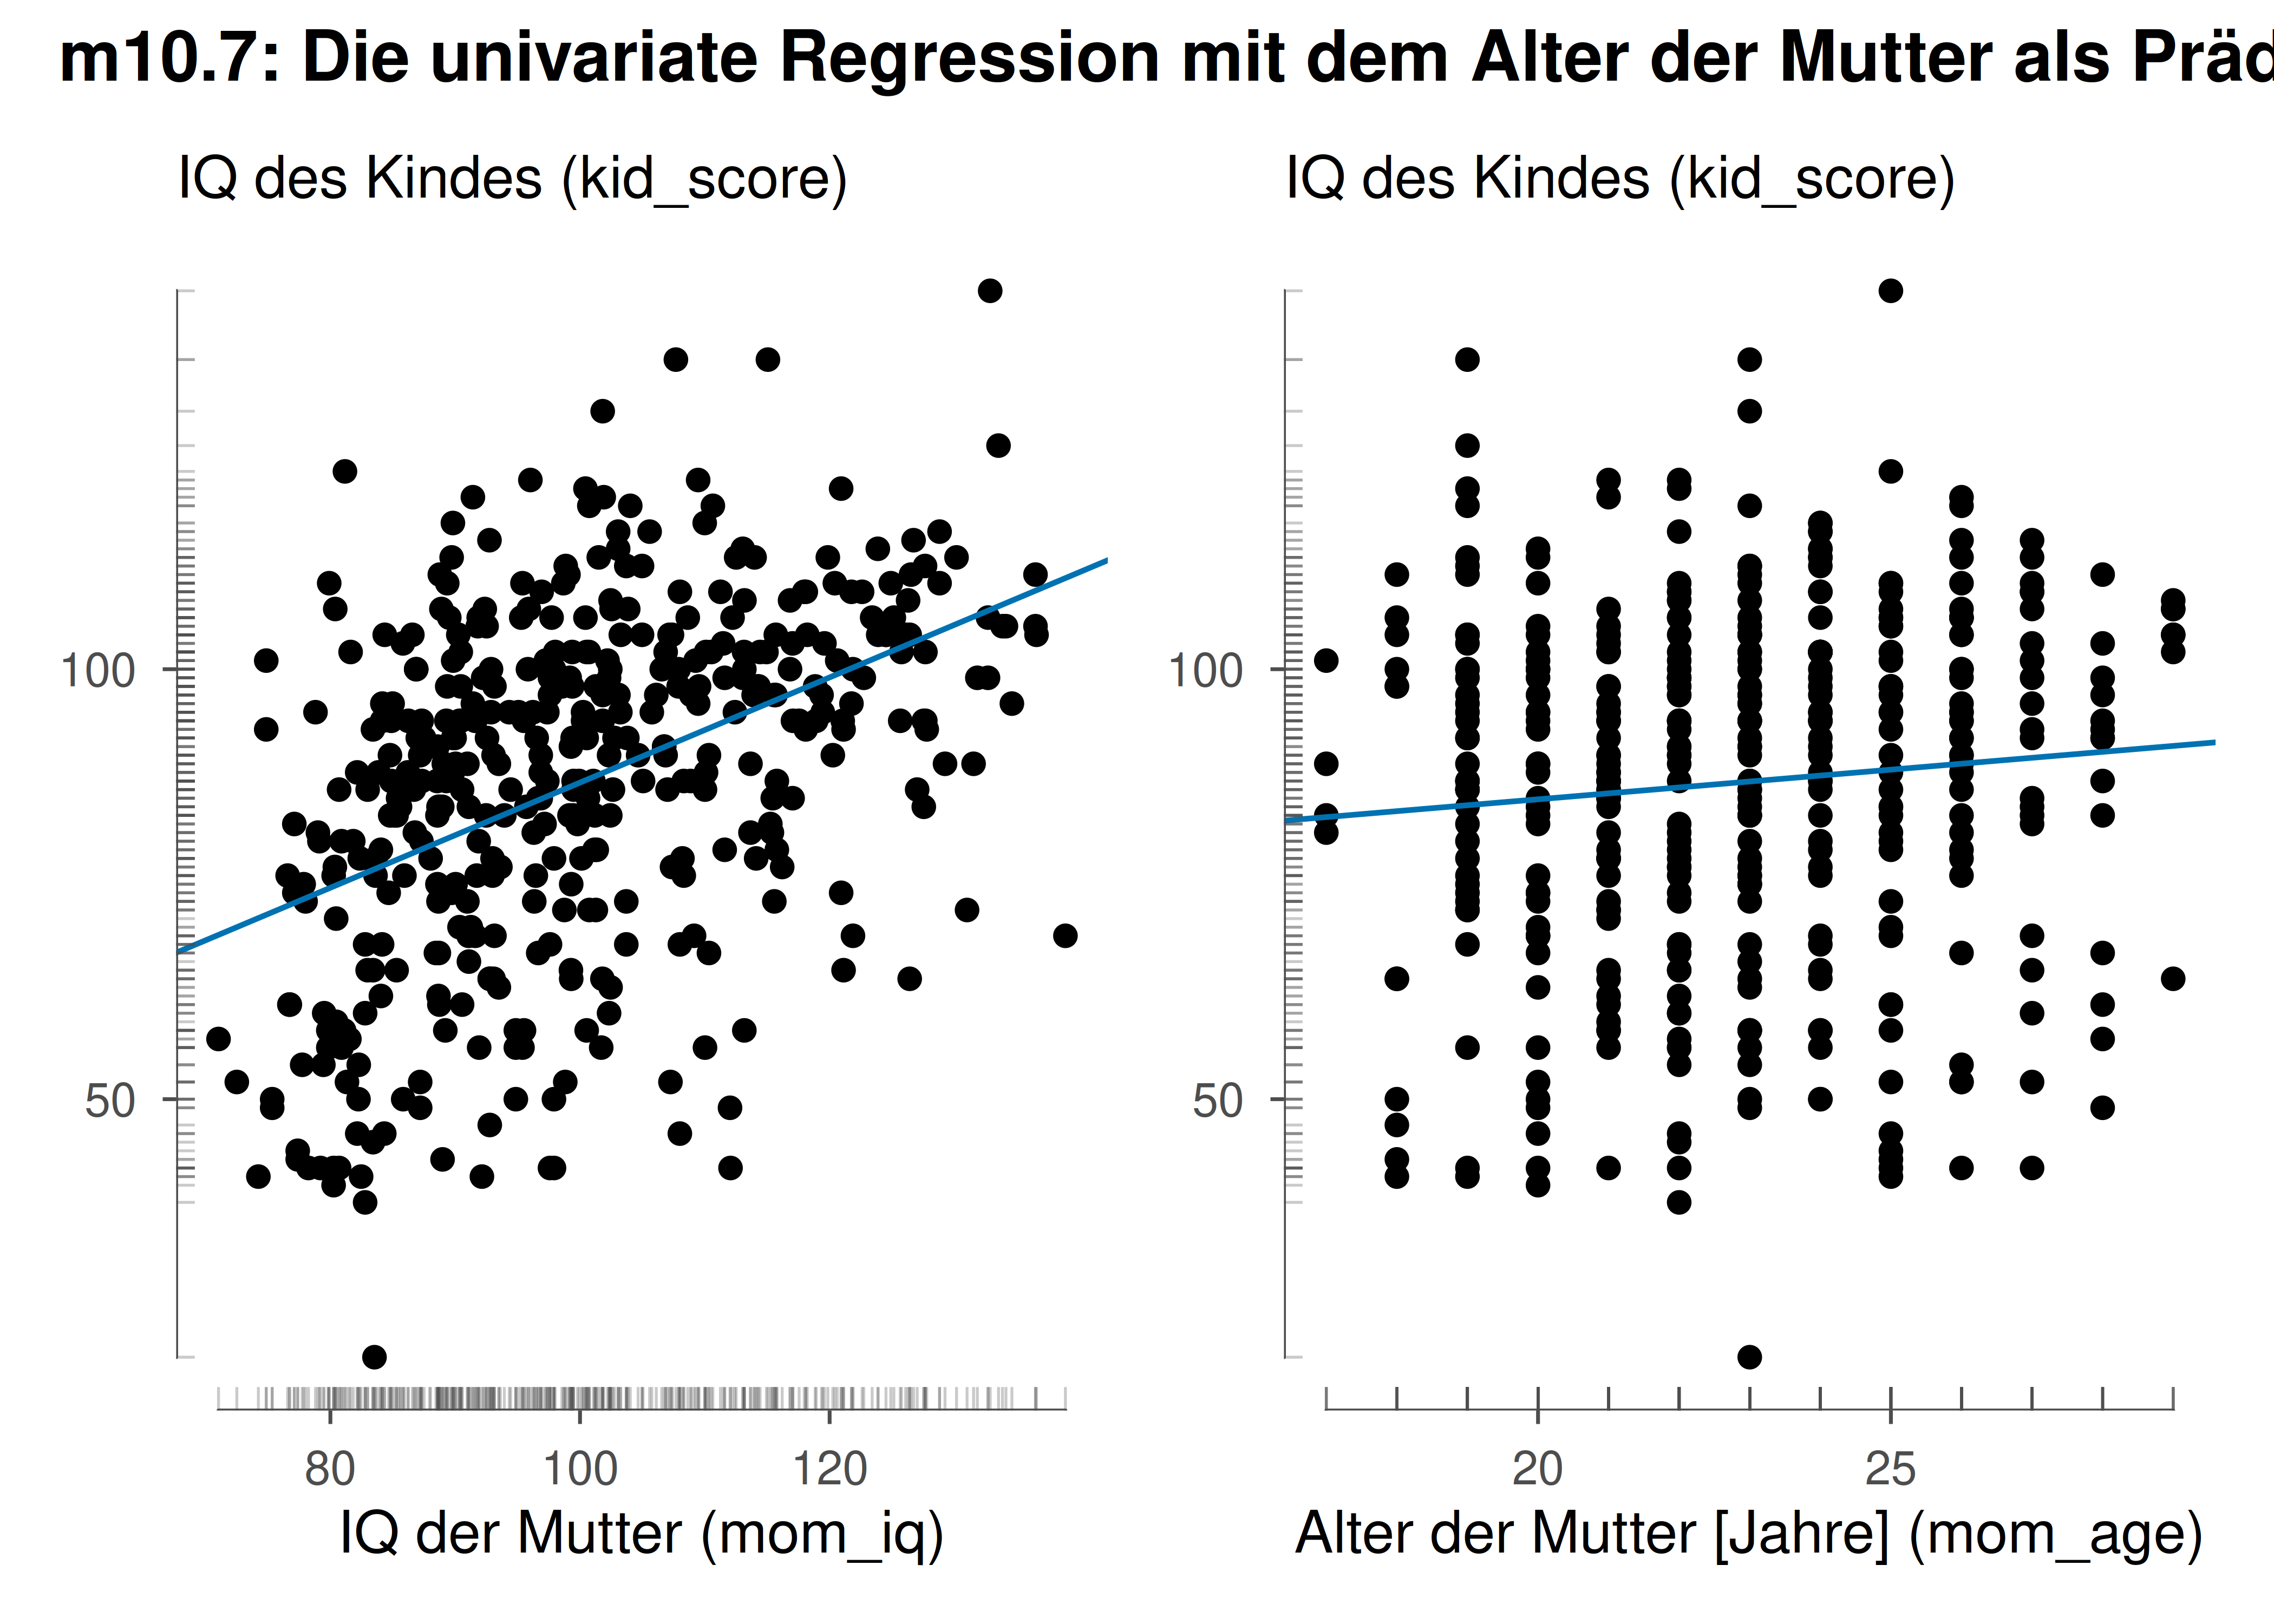 m10.7: Die univariate Regression mit dem Alter der Mutter als Präd
IQ des Kindes (kid_score)
100
50
80 100 120
IQ der Mutter (mom_iq)
IQ des Kindes (kid_score)
100
50
20 25
Alter der Mutter [Jahre] (mom_age)